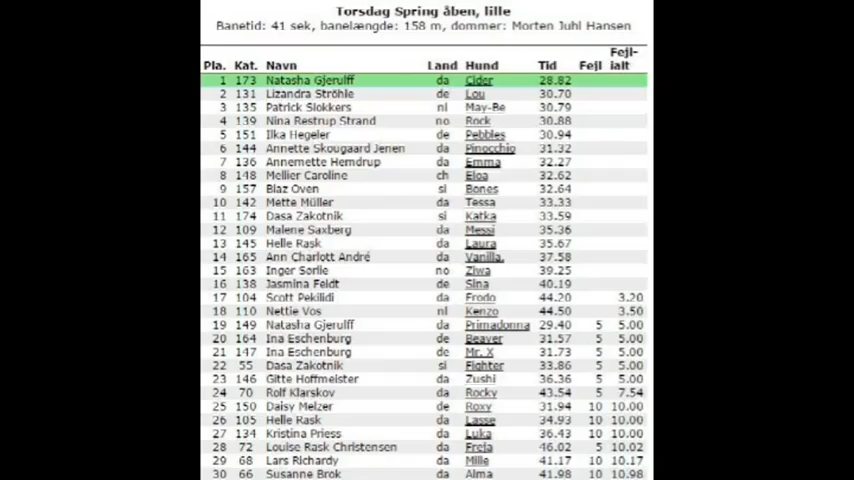 Torsdag Spring åben, lille
Banetid: 41 sek, banelængde: 158 m, dommer: Morten Juhl Hansen
Pla. Kat. Navn Land Hund Tid Fejl Fejl-ialt
1 173 Natasha Gjerulff da Cider 28.82
2 131 Lizandra Ströhle de Lou 30.70
3 135 Patrick Slokkers nl May-Be 30.79
4 139 Nina Restrup Strand no Rock 30.88
5 151 Ilka Hegeler de Pebbles 30.94
6 144 Annette Skougaard Jenen da Pinocchio 31.32
7 136 Annemette Hemdrup da Emma 32.27
8 148 Mellier Caroline ch Eloa 32.62
9 157 Blaz Oven si Bones 32.64
10 142 Mette Müller da Tessa 33.33
11 174 Dasa Zakotnik si Katka 33.59
12 109 Malene Saxberg da Messi 35.36
13 145 Helle Rask da Laura 35.67
14 165 Ann Charlott André da Vanilla. 37.58
15 163 Inger Sørlie no Ziwa 39.25
16 138 Jasmina Feldt de Sina 40.19
17 104 Scott Pekilidi da Frodo 44.20 3.20
18 110 Nettie Vos nl Kenzo 44.50 3.50
19 149 Natasha Gjerulff da Primadonna 29.40 5 5.00
20 164 Ina Eschenburg de Beaver 31.57 5 5.00
21 147 Ina Eschenburg de Mr. X 31.73 5 5.00
22 55 Dasa Zakotnik si Fighter 33.86 5 5.00
23 146 Gitte Hoffmeister da Zushi 36.36 5 5.00
24 70 Rolf Klarskov da Rocky 43.54 5 7.54
25 150 Daisy Melzer de Roxy 31.94 10 10.00
26 105 Helle Rask da Lasse 34.93 10 10.00
27 134 Kristina Priess da Luka 36.43 10 10.00
28 72 Louise Rask Christensen da Freja 46.02 5 10.02
29 68 Lars Richardy da Mille 41.17 10 10.17
30 66 Susanne Brok da Alma 41.98 10 10.98